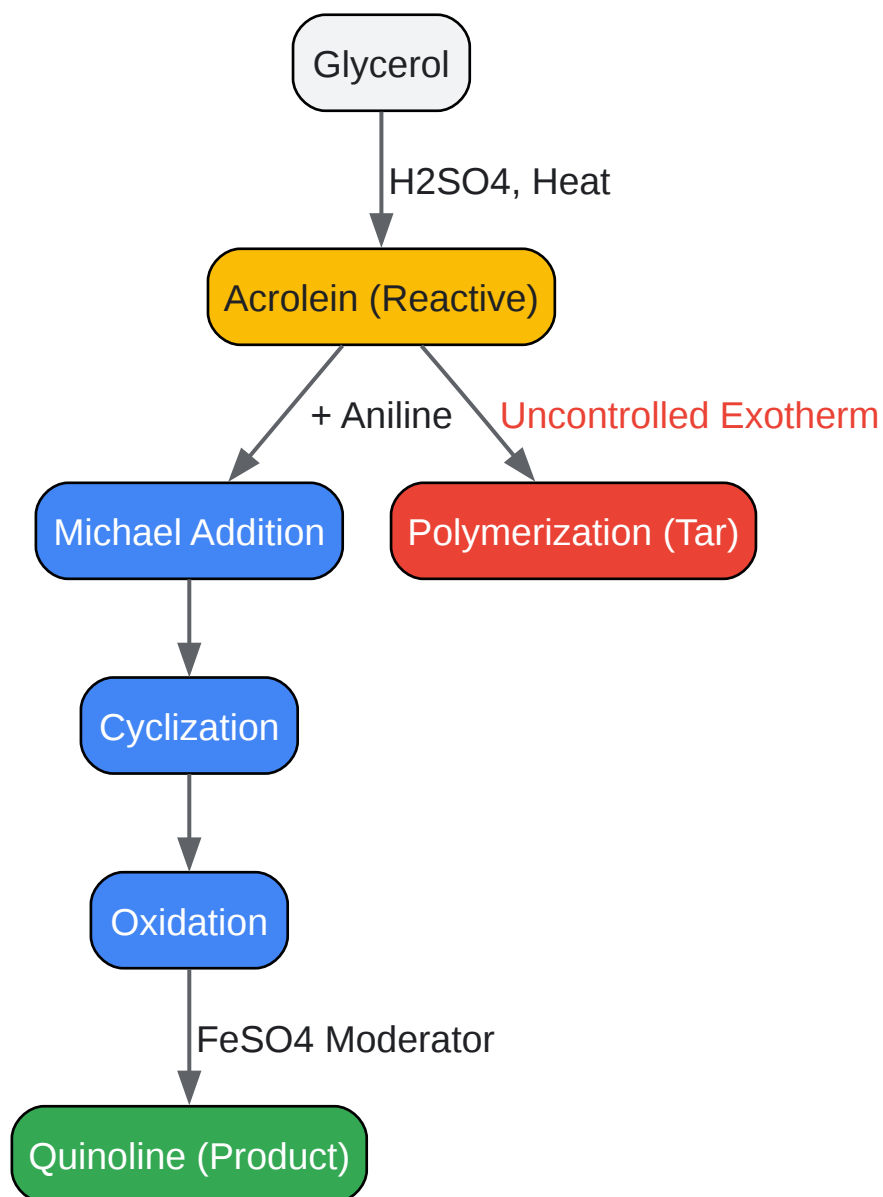 Glycerol
H2SO4, Heat
Acrolein (Reactive)
+ Aniline
Uncontrolled Exotherm
Michael Addition
Polymerization (Tar)
Cyclization
Oxidation
FeSO4 Moderator
Quinoline (Product)